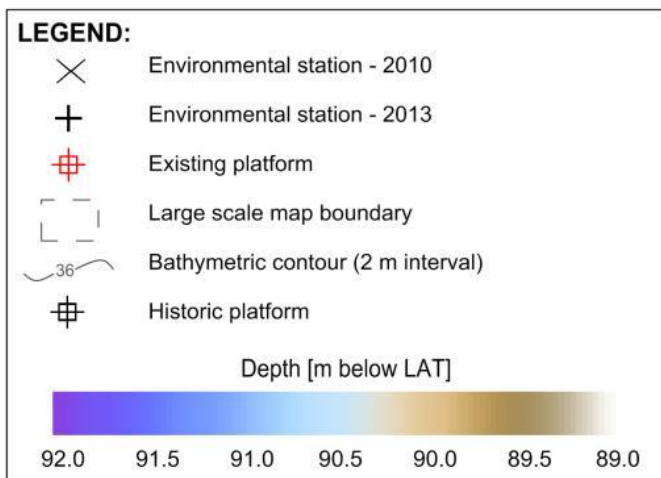 LEGEND:
Environmental station - 2010
Environmental station - 2013
Existing platform
Large scale map boundary
36
Bathymetric contour (2 m interval)
Historic platform
Depth [m below LAT]
92.0 91.5 91.0 90.5 90.0 89.5 89.0